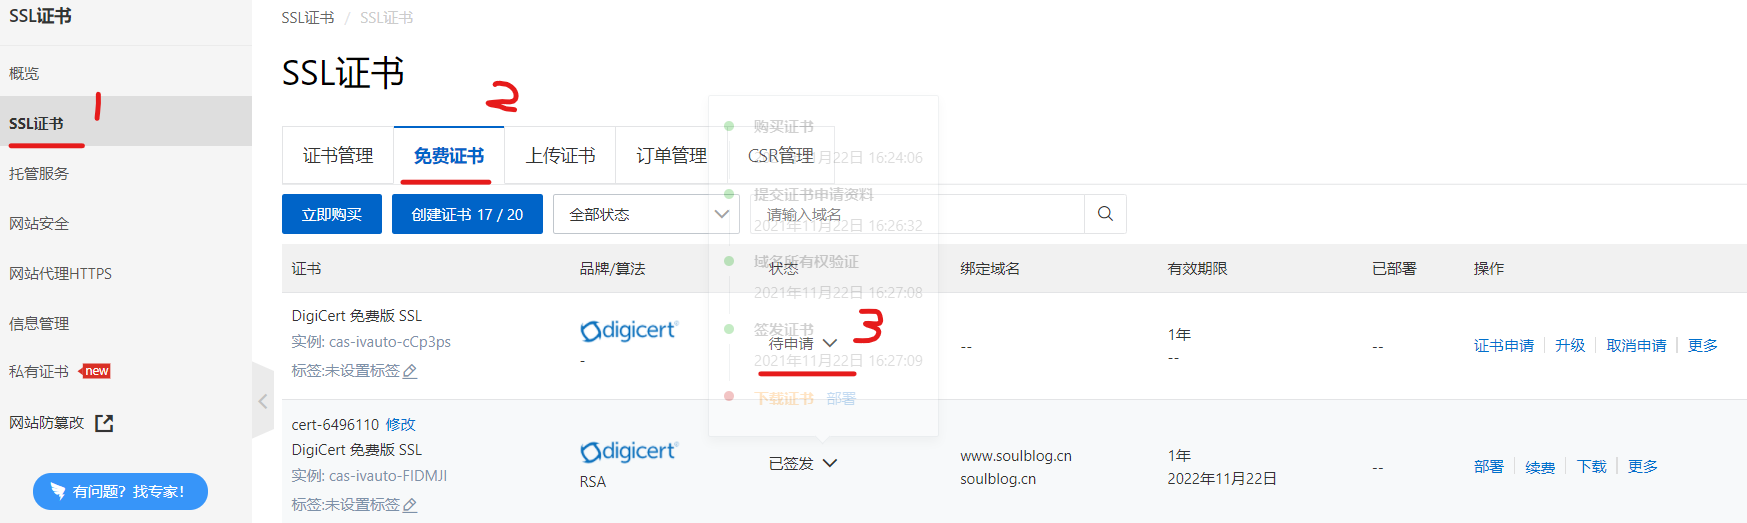 SSL证书
概览
SSL证书
托管服务
网站安全
网站代理HTTPS
信息管理
私有证书 new
网站防篡改
有问题？找专家！
1
SSL证书 / SSL证书
SSL证书
2
证书管理 免费证书 上传证书 订单管理 CSR管理
立即购买 创建证书 17 / 20 全部状态 请输入域名
购买证书
2021年11月22日 16:24:06
提交证书申请资料
2021年11月22日 16:26:32
域名所有权验证
2021年11月22日 16:27:08
签发证书
2021年11月22日 16:27:09
下载证书 部署
3
证书 品牌/算法 状态 绑定域名 有效期限 已部署 操作
DigiCert 免费版 SSL
实例: cas-ivauto-cCp3ps
标签:未设置标签
digicert
-
待申请
--
1年
--
--
证书申请 升级 取消申请 更多
cert-6496110 修改
DigiCert 免费版 SSL
实例: cas-ivauto-FIDMJI
标签:未设置标签
digicert
RSA
已签发
www.soulblog.cn
soulblog.cn
1年
2022年11月22日
--
部署 续费 下载 更多